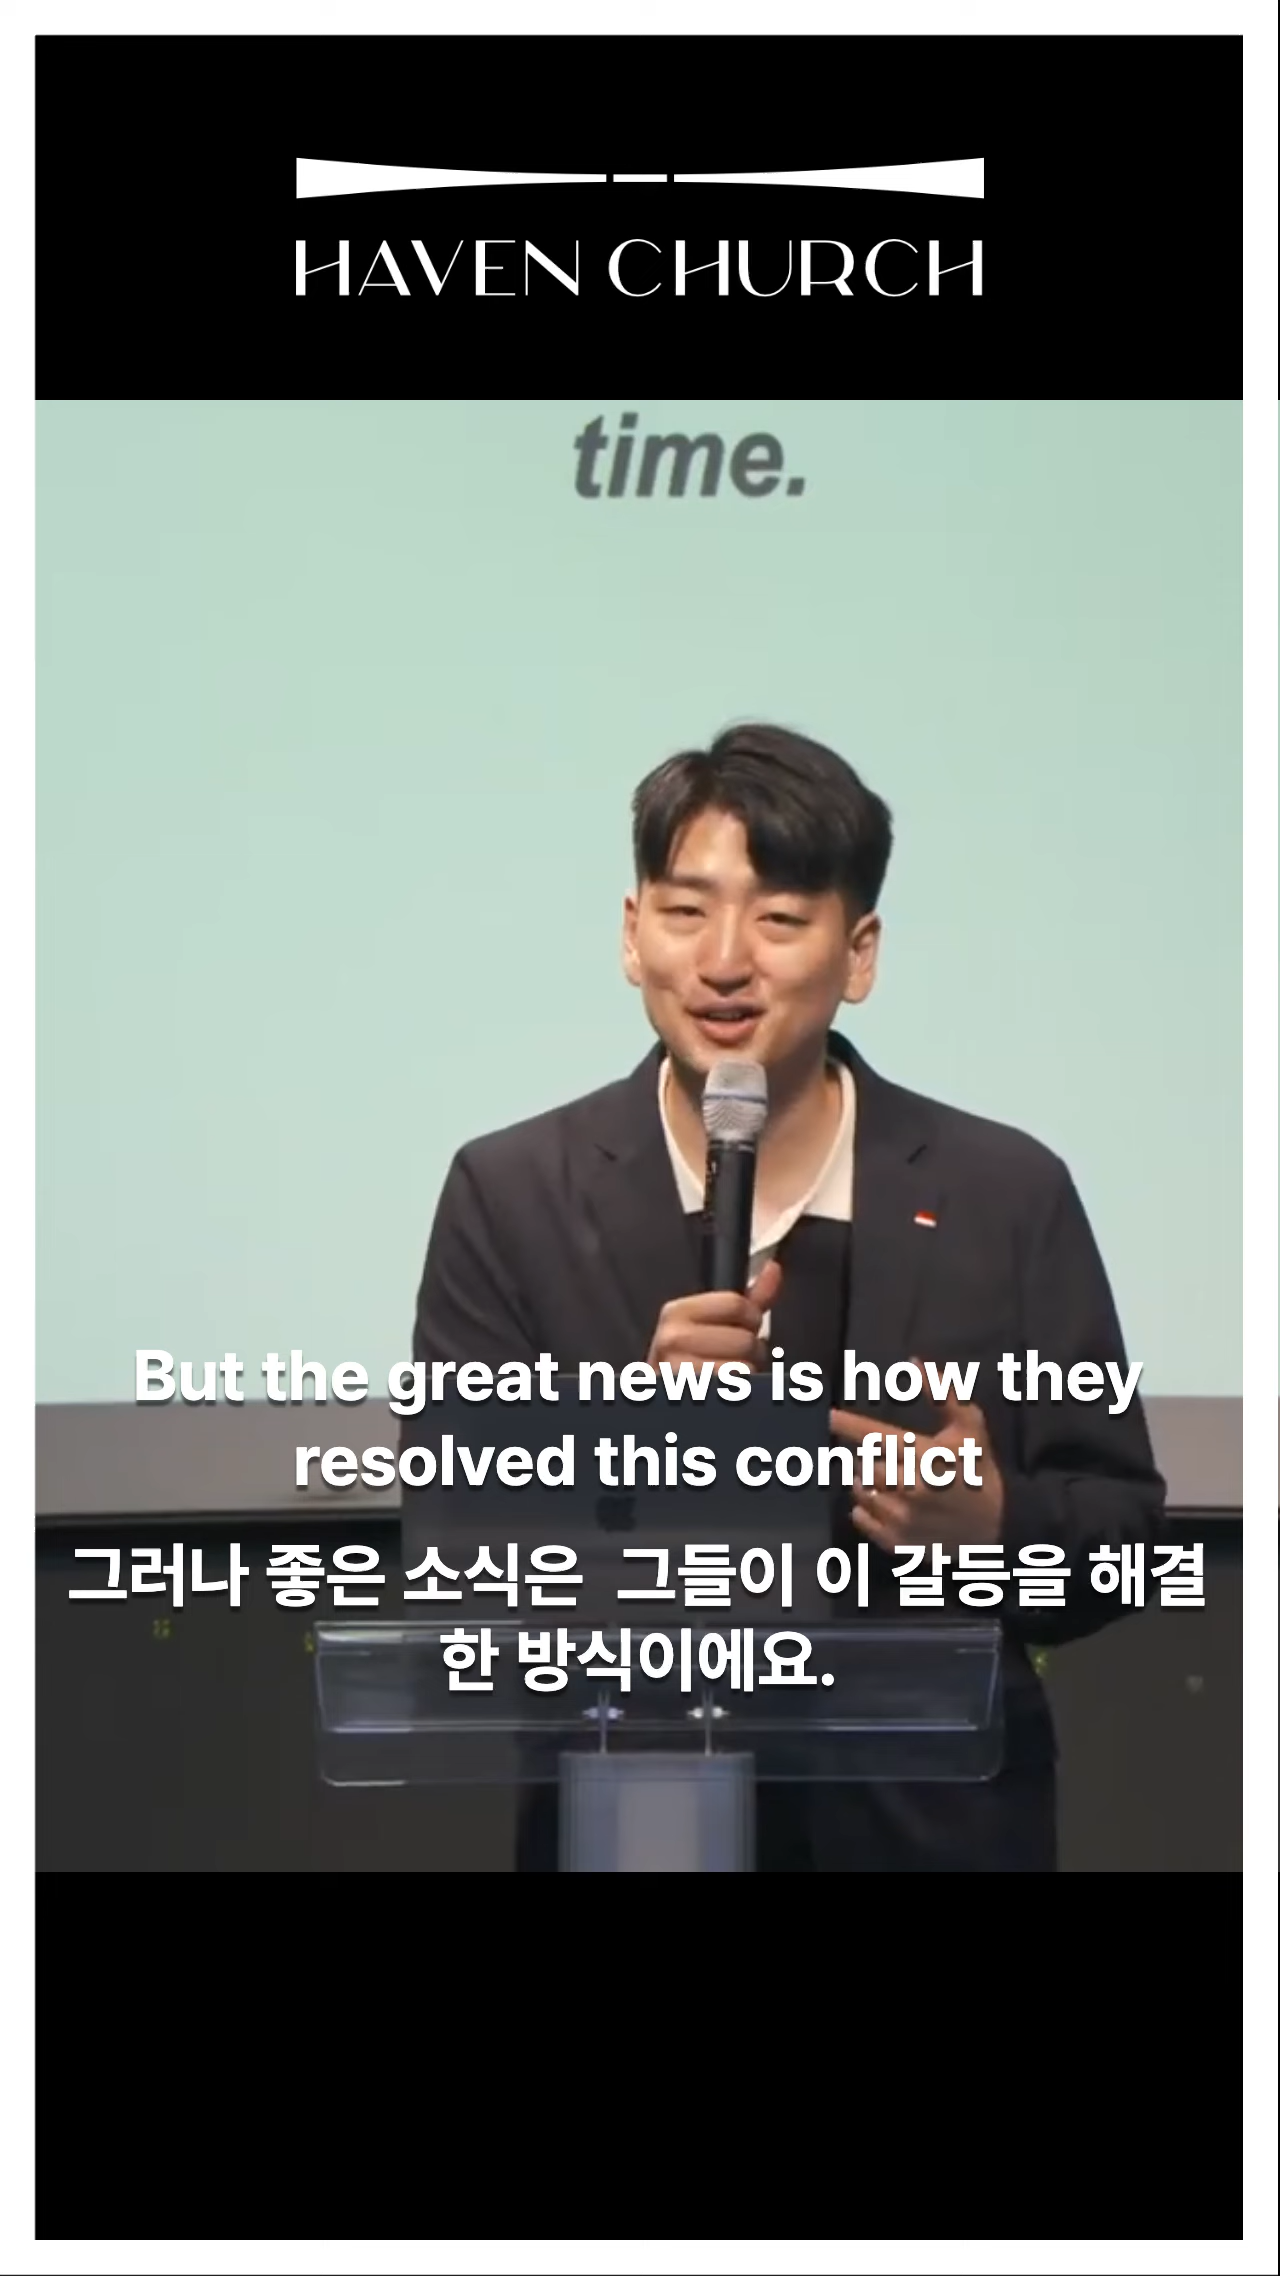 HAVEN CHURCH
time.
But the great news is how they
resolved this conflict
그러나 좋은 소식은  그들이 이 갈등을 해결
한 방식이에요.